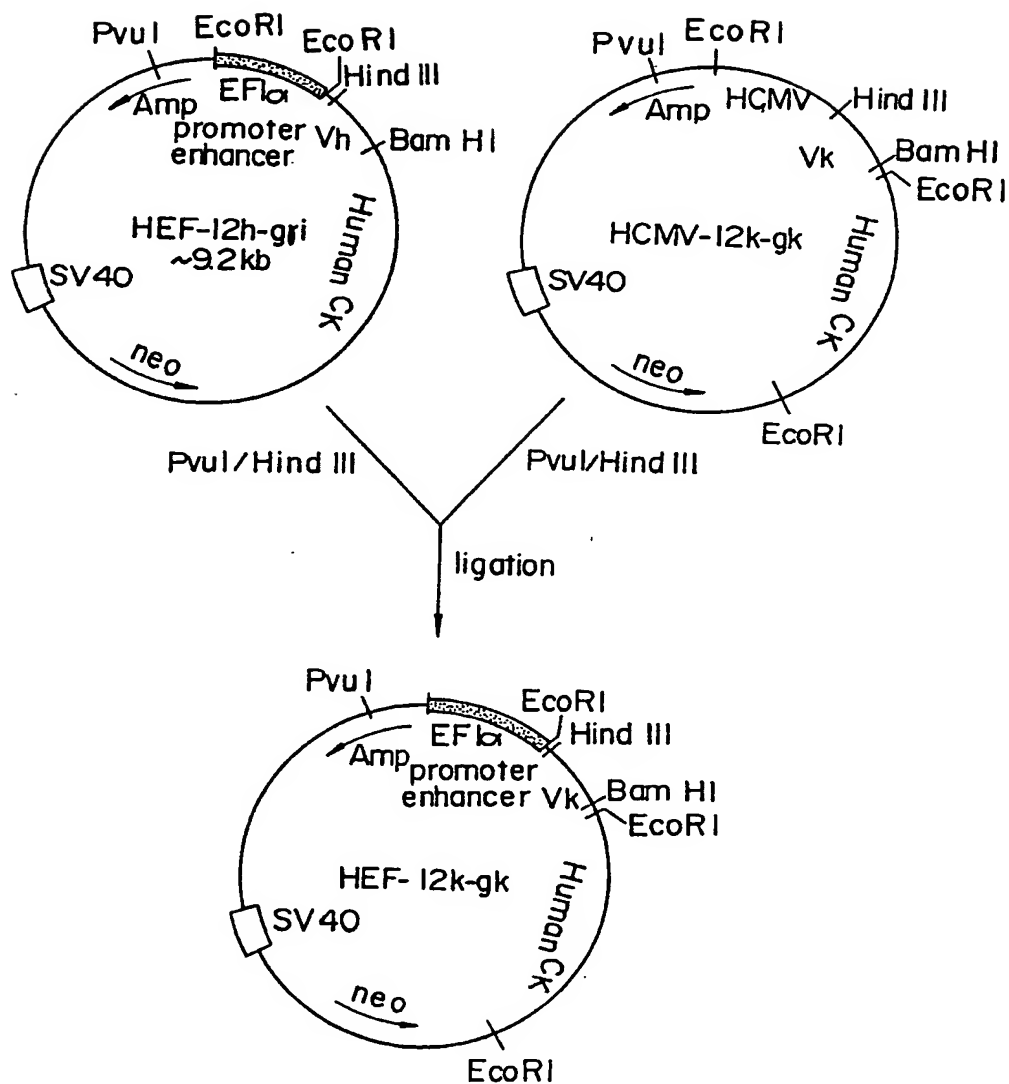 PvuI
EcoRI
EcoRI
Hind III
Amp
EF1α
promoter
enhancer
Vh
Bam HI
HEF-12h-gγ1
~9.2kb
Human CK
SV40
neo
PvuI
EcoRI
Amp
HCMV
Hind III
Vk
Bam HI
EcoRI
HCMV-12k-gk
Human CK
SV40
neo
EcoRI
PvuI/Hind III
PvuI/Hind III
ligation
PvuI
EcoRI
Hind III
Amp
EF1α
promoter
enhancer
Vk
Bam HI
EcoRI
HEF-12k-gk
Human CK
SV40
neo
EcoRI